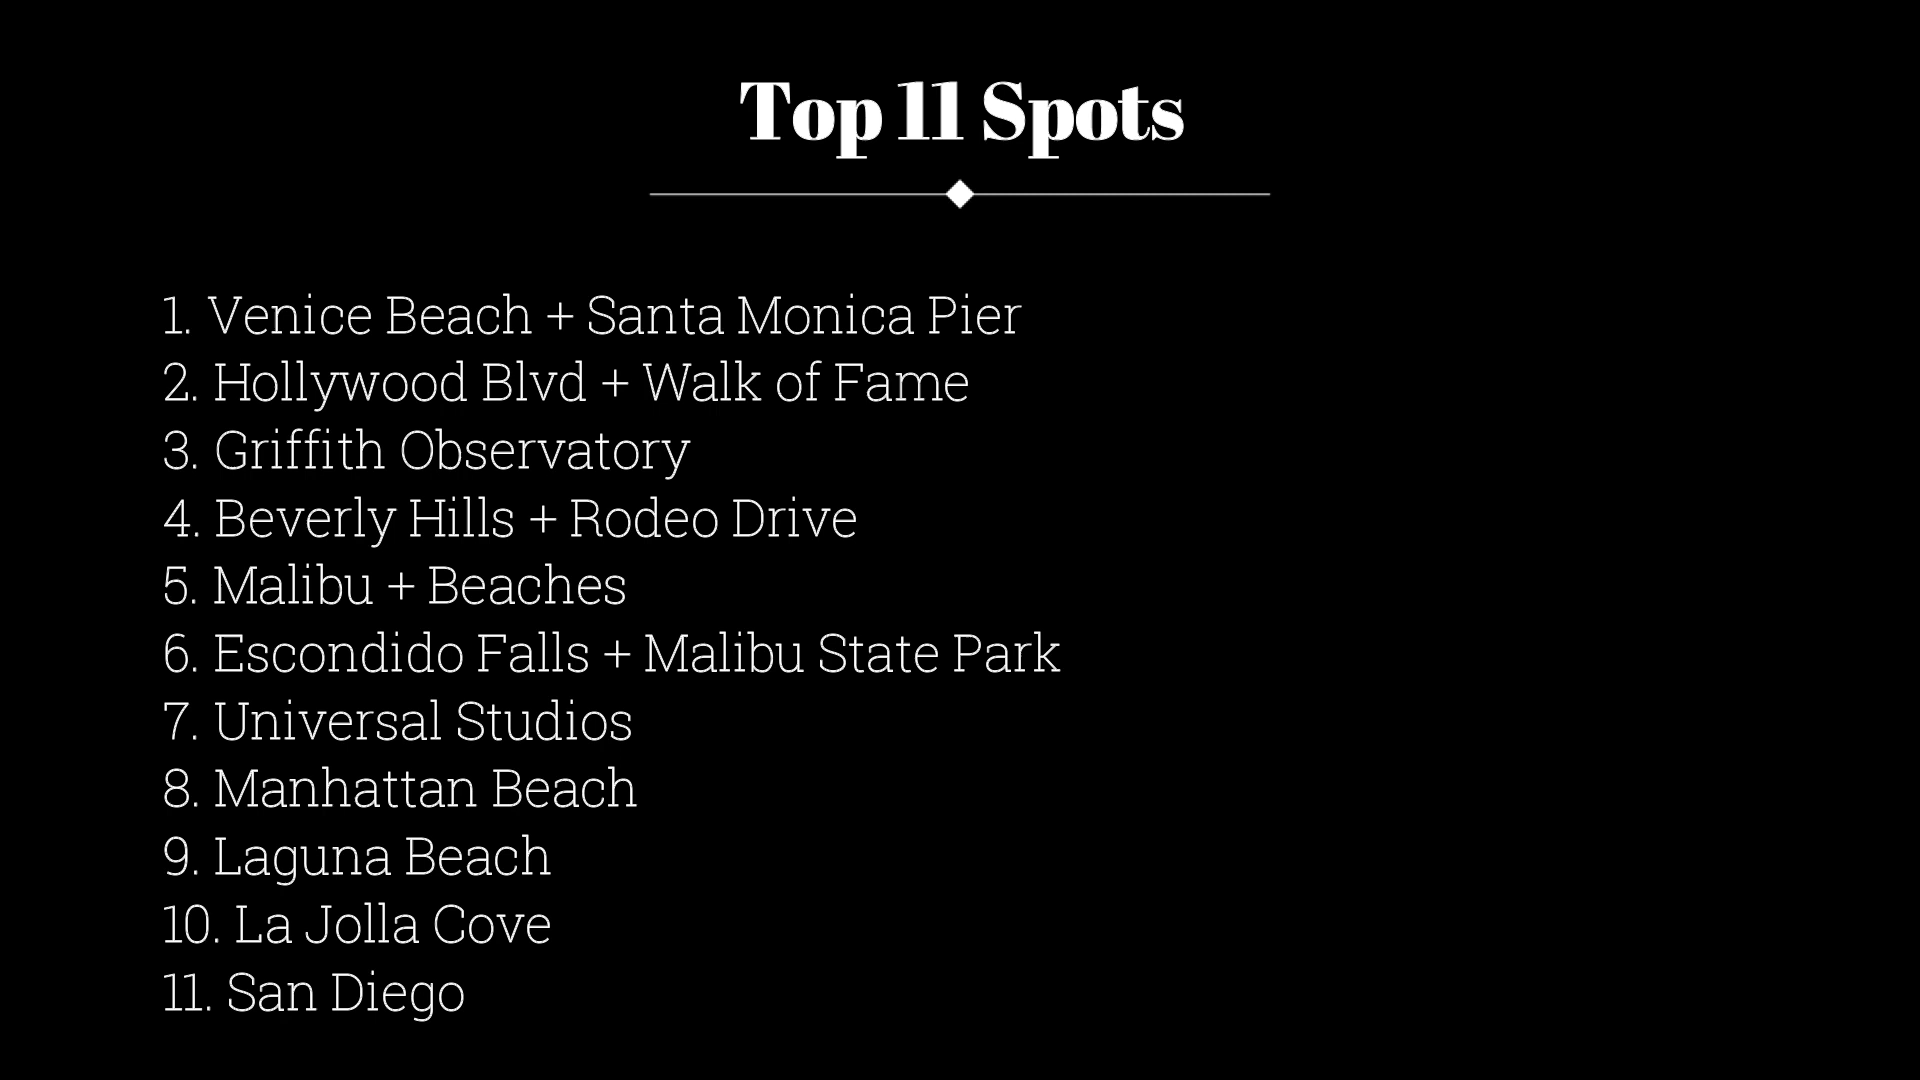 Top 11 Spots
1. Venice Beach + Santa Monica Pier
2. Hollywood Blvd + Walk of Fame
3. Griffith Observatory
4. Beverly Hills + Rodeo Drive
5. Malibu + Beaches
6. Escondido Falls + Malibu State Park
7. Universal Studios
8. Manhattan Beach
9. Laguna Beach
10. La Jolla Cove
11. San Diego